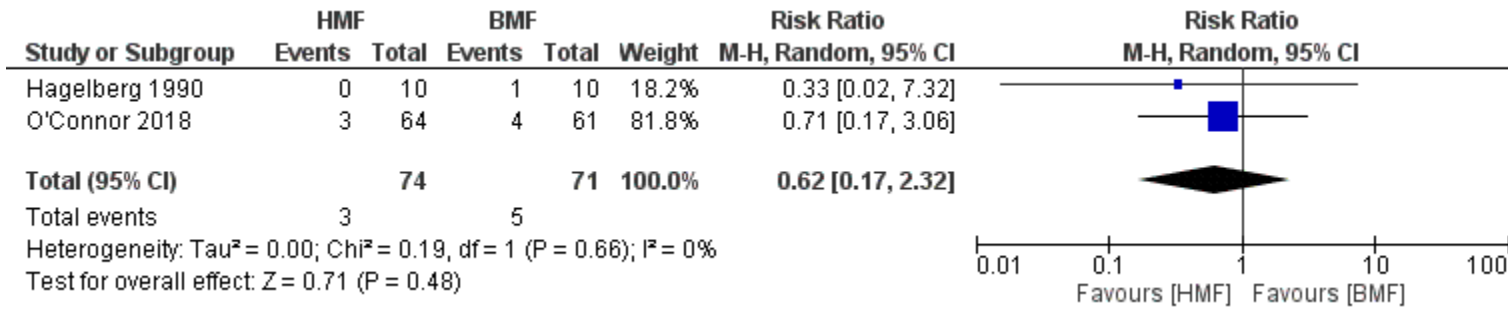 HMF BMF Risk Ratio Risk Ratio
Study or Subgroup Events Total Events Total Weight M-H, Random, 95% CI M-H, Random, 95% CI
Hagelberg 1990 0 10 1 10 18.2% 0.33 [0.02, 7.32]
O'Connor 2018 3 64 4 61 81.8% 0.71 [0.17, 3.06]
Total (95% CI) 74 71 100.0% 0.62 [0.17, 2.32]
Total events 3 5
Heterogeneity: Tau² = 0.00; Chi² = 0.19, df = 1 (P = 0.66); I² = 0%
Test for overall effect: Z = 0.71 (P = 0.48)
0.01 0.1 1 10 100
Favours [HMF] Favours [BMF]